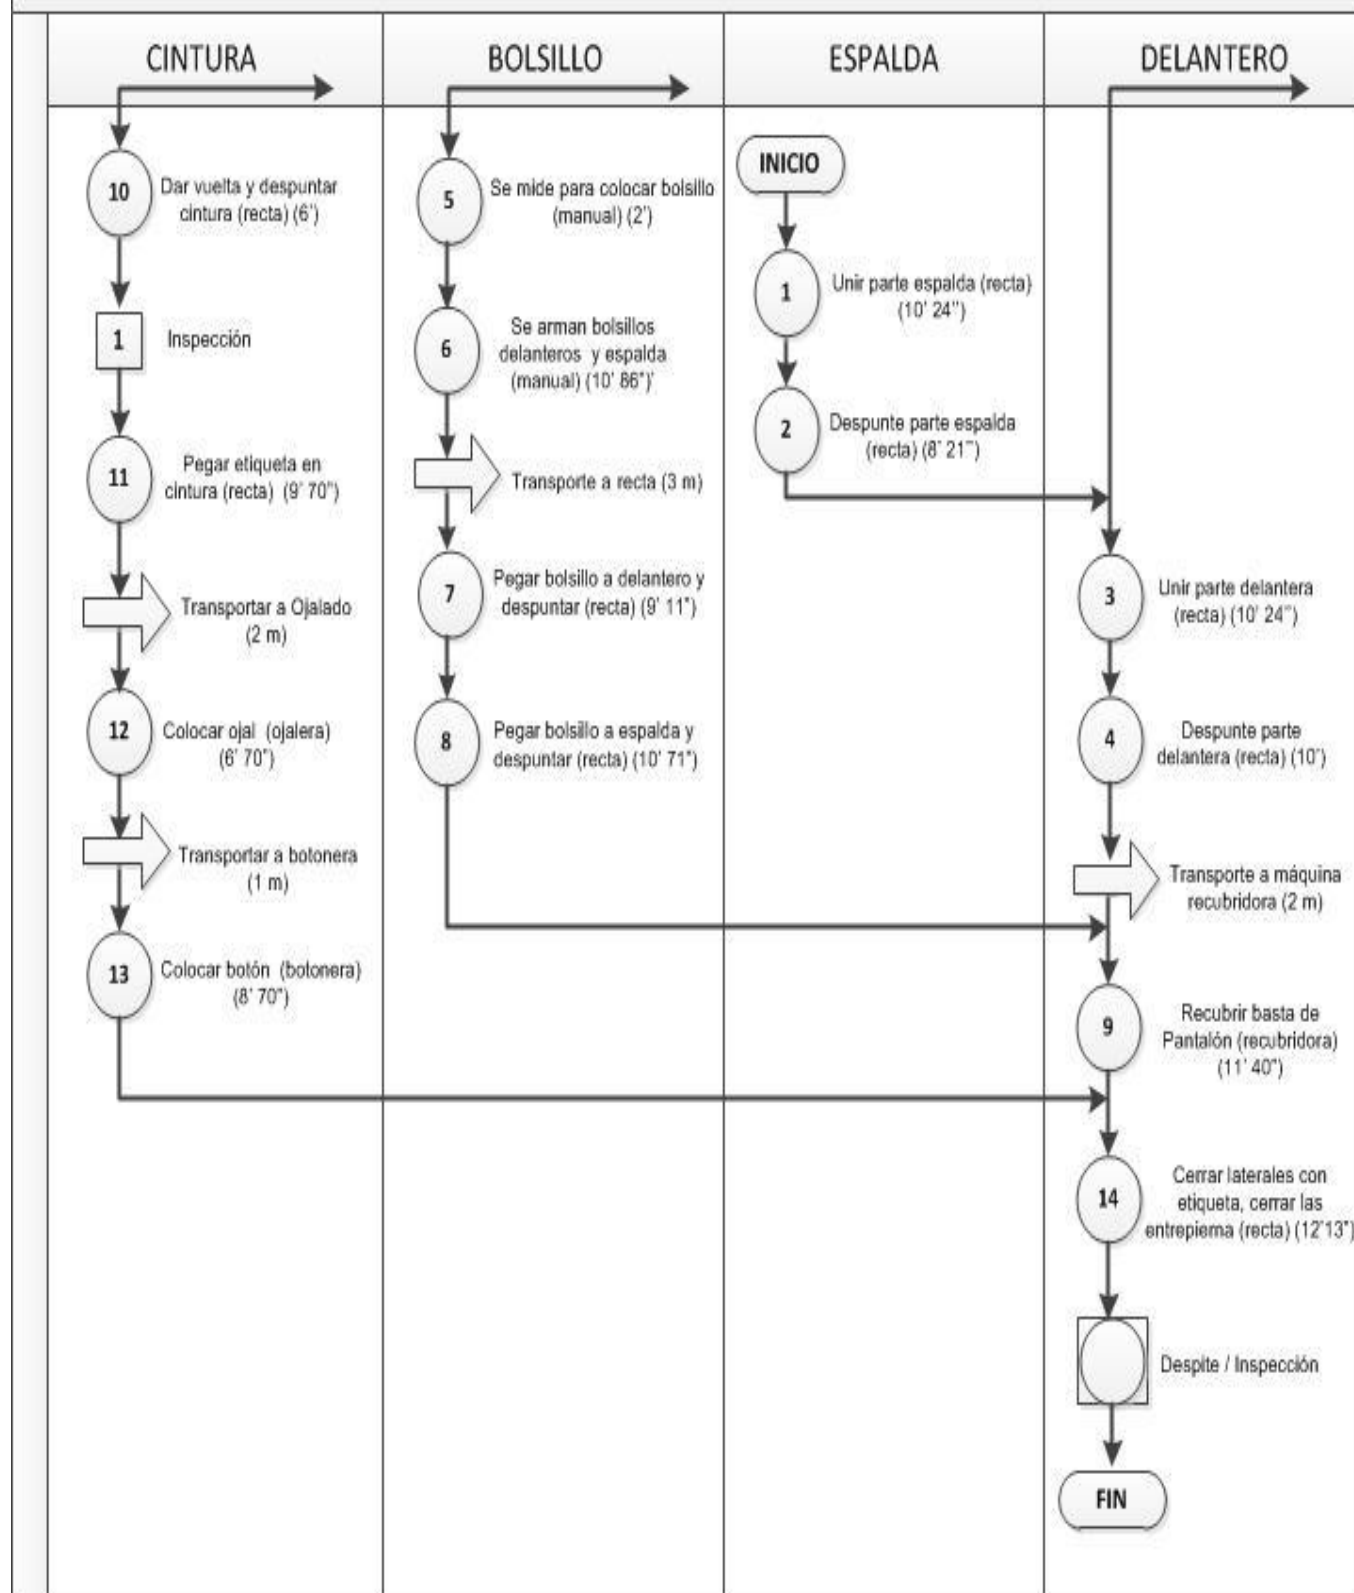 CINTURA
10
Dar vuelta y despuntar
cintura (recta) (6')
1
Inspección
11
Pegar etiqueta en
cintura (recta) (9' 70")
Transportar a Ojalado
(2 m)
12
Colocar ojal (ojalera)
(6' 70")
Transportar a botonera
(1 m)
13
Colocar botón (botonera)
(8' 70")
BOLSILLO
5
Se mide para colocar bolsillo
(manual) (2')
6
Se arman bolsillos
delanteros y espalda
(manual) (10' 86")'
Transporte a recta (3 m)
7
Pegar bolsillo a delantero y
despuntar (recta) (9' 11")
8
Pegar bolsillo a espalda y
despuntar (recta) (10' 71")
ESPALDA
INICIO
1
Unir parte espalda (recta)
(10' 24")
2
Despunte parte espalda
(recta) (8' 21")
DELANTERO
3
Unir parte delantera
(recta) (10' 24")
4
Despunte parte
delantera (recta) (10')
Transporte a máquina
recubridora (2 m)
9
Recubrir basta de
Pantalón (recubridora)
(11' 40")
14
Cerrar laterales con
etiqueta, cerrar las
entrepierna (recta) (12'13")
Despite / Inspección
FIN